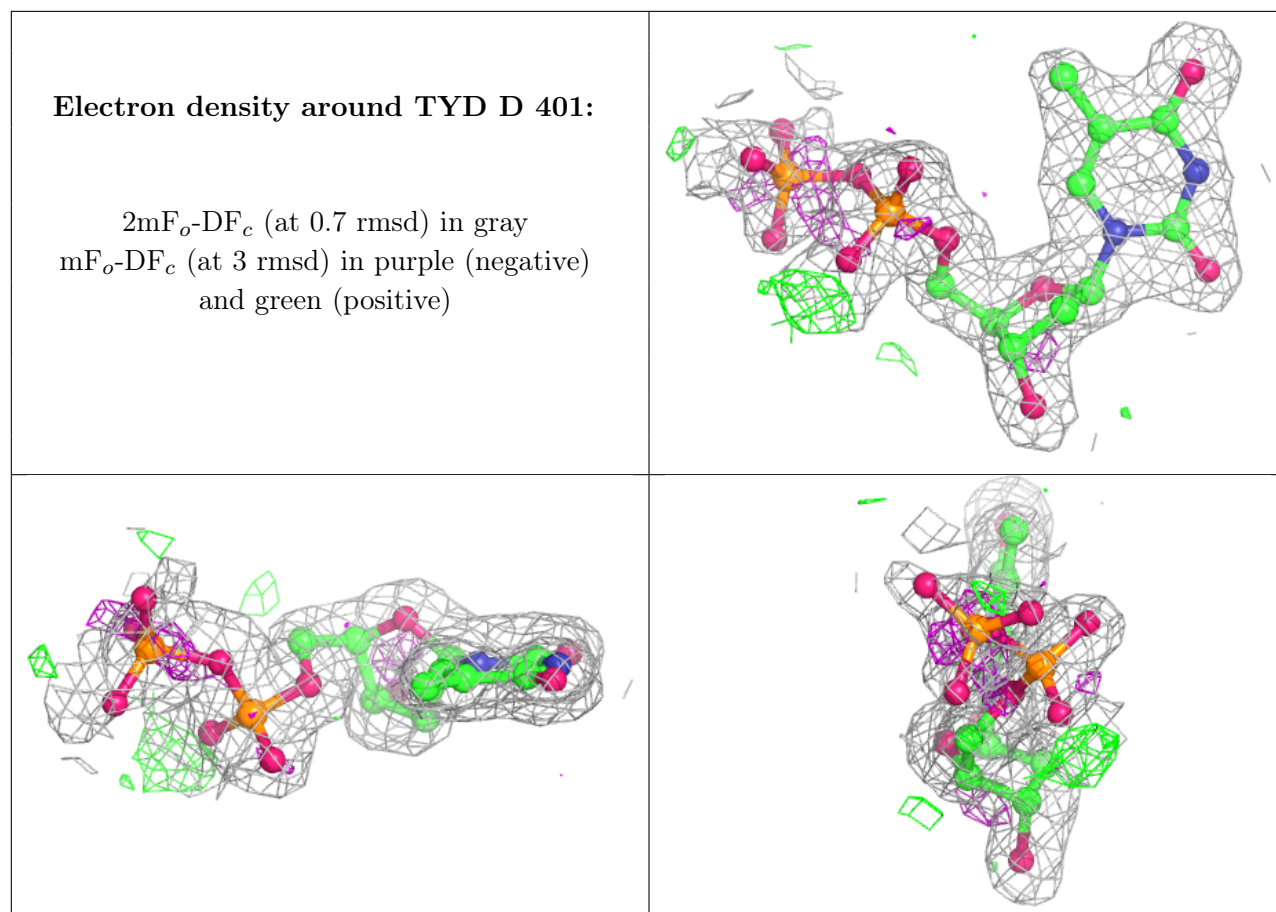 Electron density around TYD D 401:
2mFo-DFc (at 0.7 rmsd) in gray
mFo-DFc (at 3 rmsd) in purple (negative)
and green (positive)